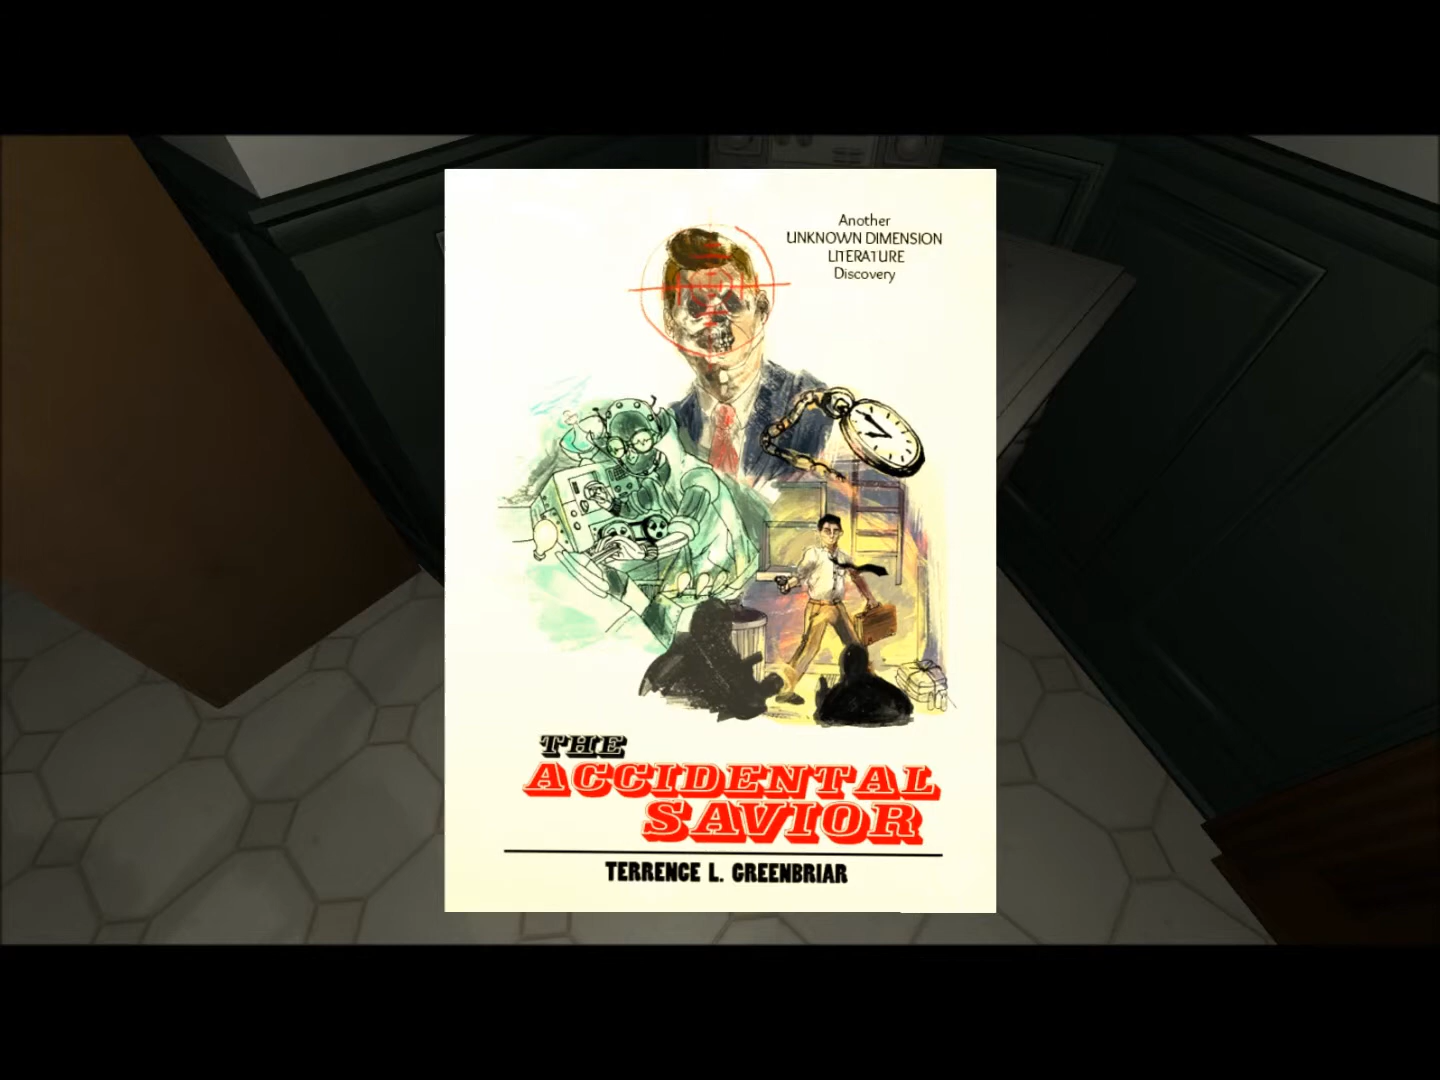 Another
UNKNOWN DIMENSION
LITERATURE
Discovery
THE
ACCIDENTAL
SAVIOR
TERRENCE L. GREENBRIAR